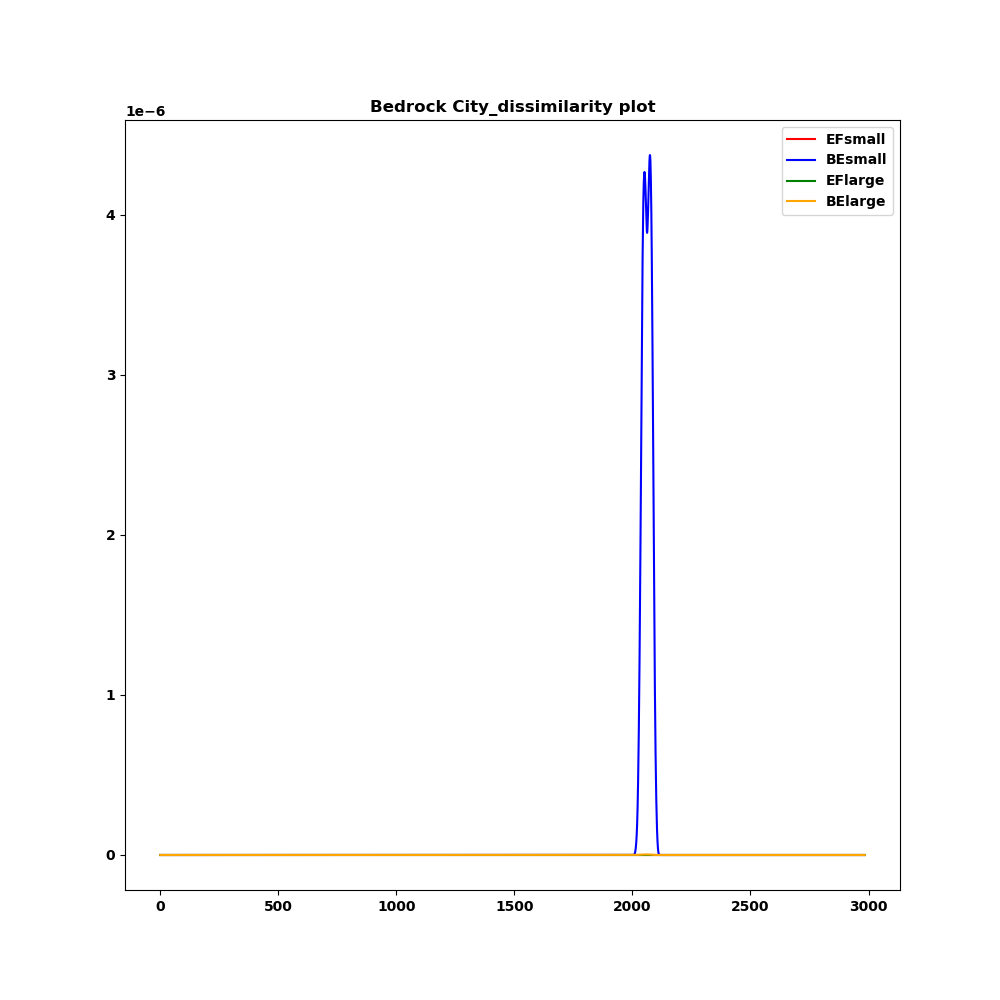 Bedrock City_dissimilarity plot
1e−6
EFsmall
BEsmall
EFlarge
BElarge
4
3
2
1
0
0 500 1000 1500 2000 2500 3000